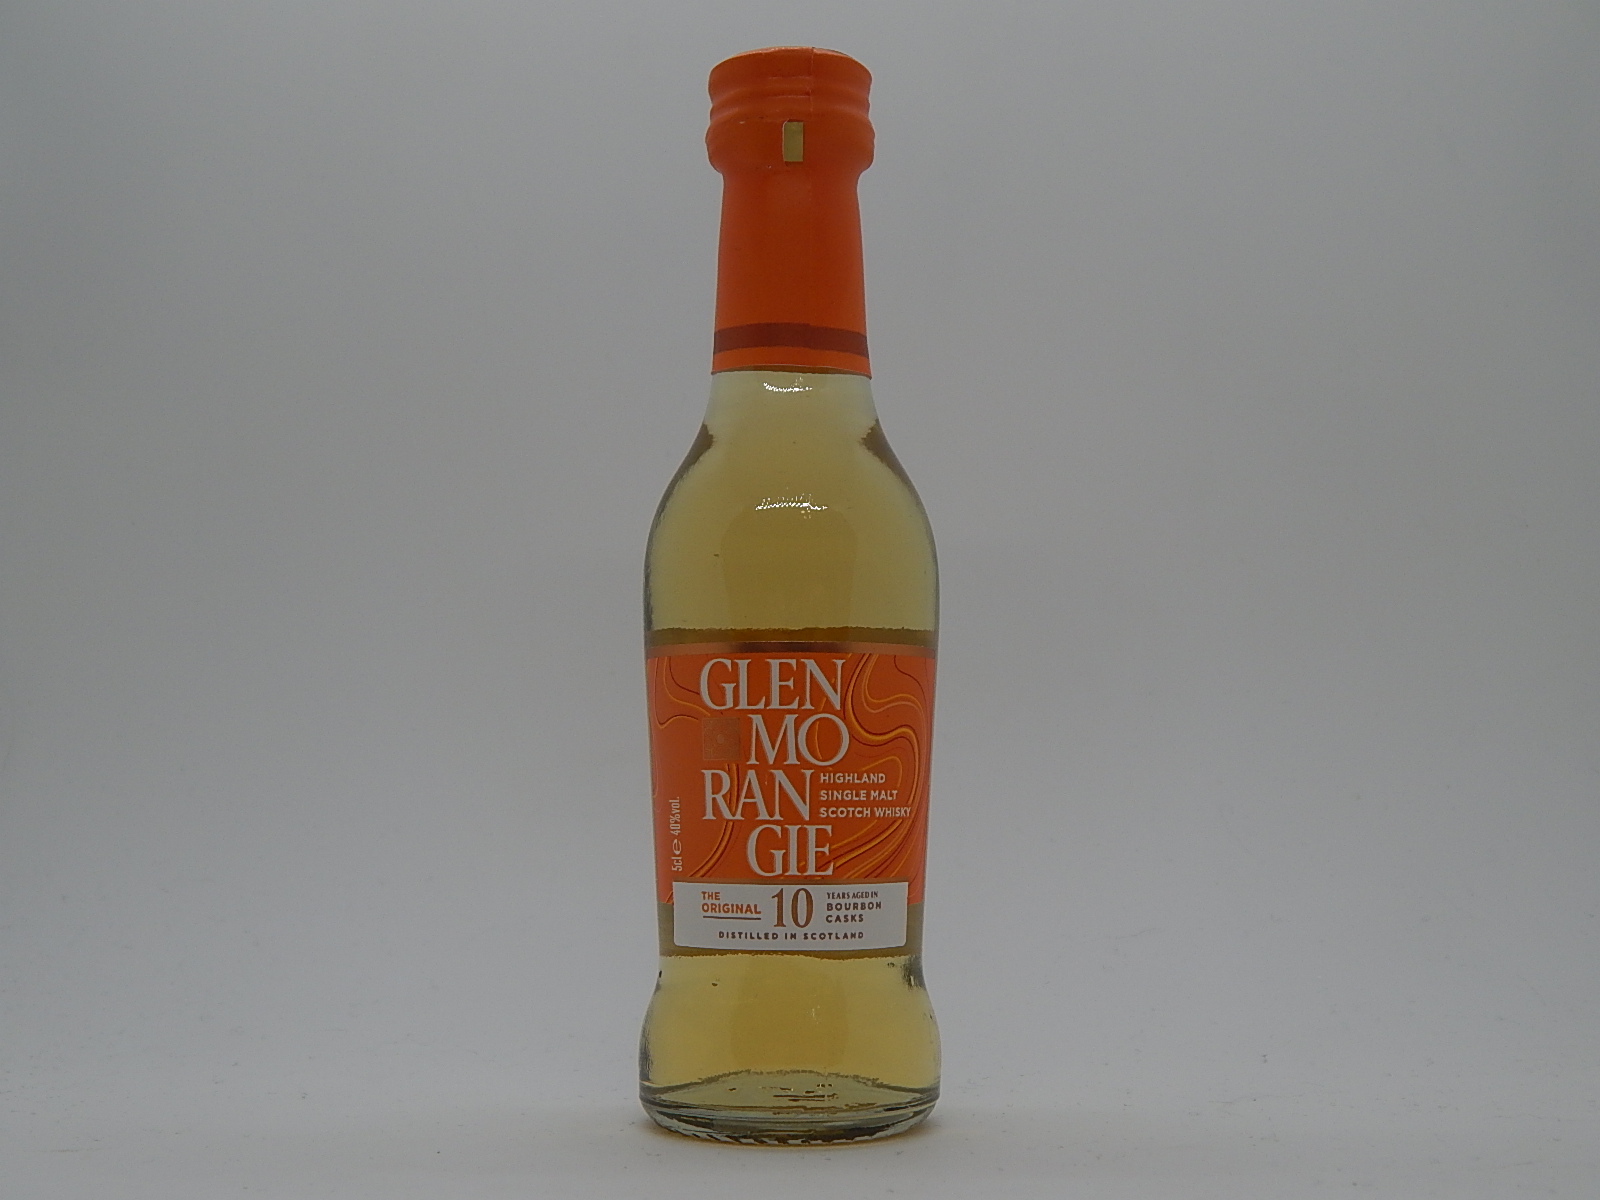 GLEN
MO
RAN
GIE
HIGHLAND
SINGLE MALT
SCOTCH WHISKY
5cl e 40%vol.
THE
ORIGINAL
10
YEARS AGED IN
BOURBON
CASKS
DISTILLED IN SCOTLAND